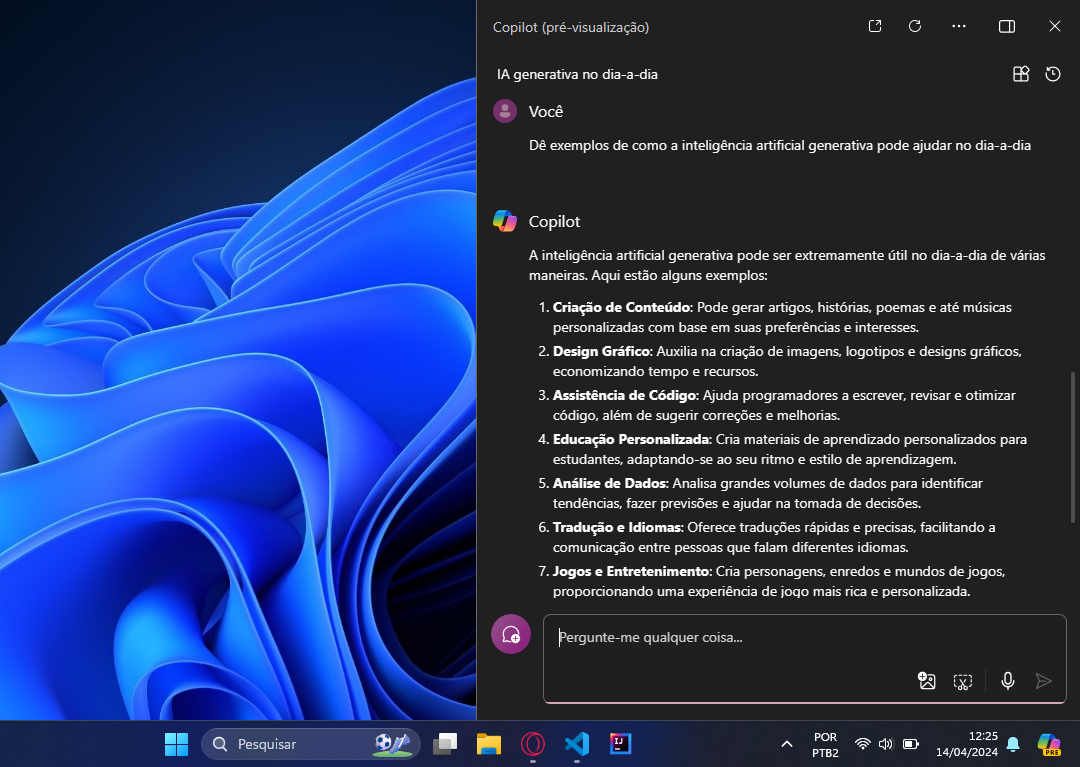 Copilot (pré-visualização)
IA generativa no dia-a-dia
Você
Dê exemplos de como a inteligência artificial generativa pode ajudar no dia-a-dia
Copilot
A inteligência artificial generativa pode ser extremamente útil no dia-a-dia de várias
maneiras. Aqui estão alguns exemplos:
1. Criação de Conteúdo: Pode gerar artigos, histórias, poemas e até músicas
personalizadas com base em suas preferências e interesses.
2. Design Gráfico: Auxilia na criação de imagens, logotipos e designs gráficos,
economizando tempo e recursos.
3. Assistência de Código: Ajuda programadores a escrever, revisar e otimizar
código, além de sugerir correções e melhorias.
4. Educação Personalizada: Cria materiais de aprendizado personalizados para
estudantes, adaptando-se ao seu ritmo e estilo de aprendizagem.
5. Análise de Dados: Analisa grandes volumes de dados para identificar
tendências, fazer previsões e ajudar na tomada de decisões.
6. Tradução e Idiomas: Oferece traduções rápidas e precisas, facilitando a
comunicação entre pessoas que falam diferentes idiomas.
7. Jogos e Entretenimento: Cria personagens, enredos e mundos de jogos,
proporcionando uma experiência de jogo mais rica e personalizada.
Pergunte-me qualquer coisa...
Pesquisar
IJ
POR
PTB2
12:25
14/04/2024
PRE